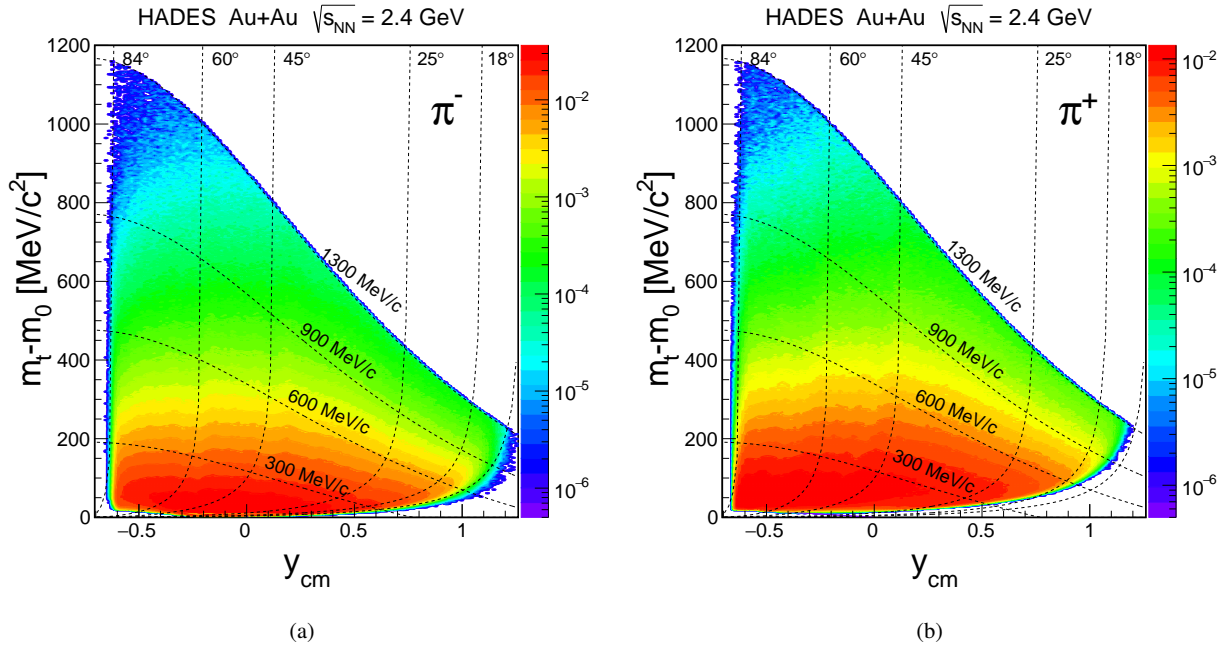 HADES Au+Au √s_NN = 2.4 GeV
84° 60° 45° 25° 18°
π⁻
1300 MeV/c
900 MeV/c
600 MeV/c
300 MeV/c
m_t-m_0 [MeV/c²]
1200
1000
800
600
400
200
0
−0.5 0 0.5 1
y_cm
10⁻²
10⁻³
10⁻⁴
10⁻⁵
10⁻⁶
(a)
HADES Au+Au √s_NN = 2.4 GeV
84° 60° 45° 25° 18°
π⁺
1300 MeV/c
900 MeV/c
600 MeV/c
300 MeV/c
m_t-m_0 [MeV/c²]
1200
1000
800
600
400
200
0
−0.5 0 0.5 1
y_cm
10⁻²
10⁻³
10⁻⁴
10⁻⁵
10⁻⁶
(b)